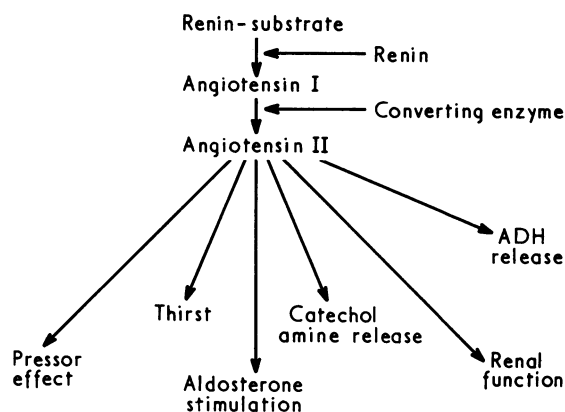 Renin-substrate
Renin
Angiotensin I
Converting enzyme
Angiotensin II
ADH
release
Thirst
Catechol
amine release
Pressor
effect
Aldosterone
stimulation
Renal
function